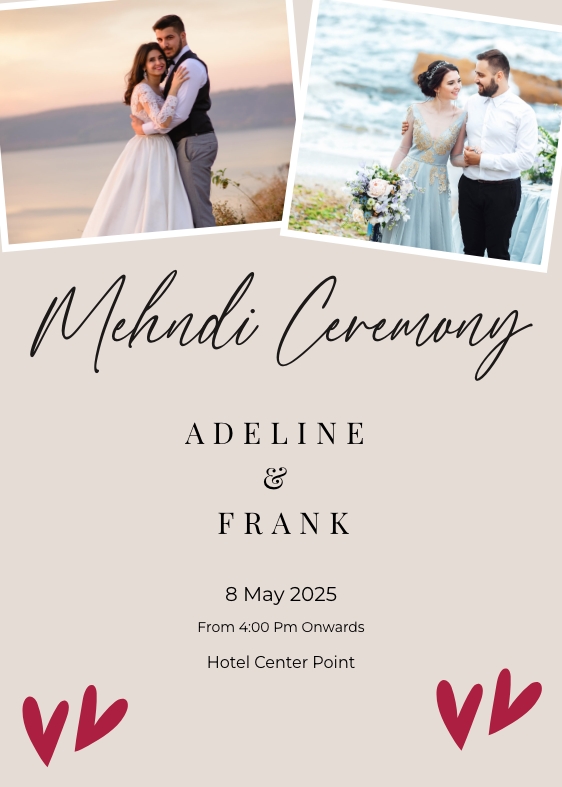 Mehndi Ceremony
ADELINE
&
FRANK
8 May 2025
From 4:00 Pm Onwards
Hotel Center Point